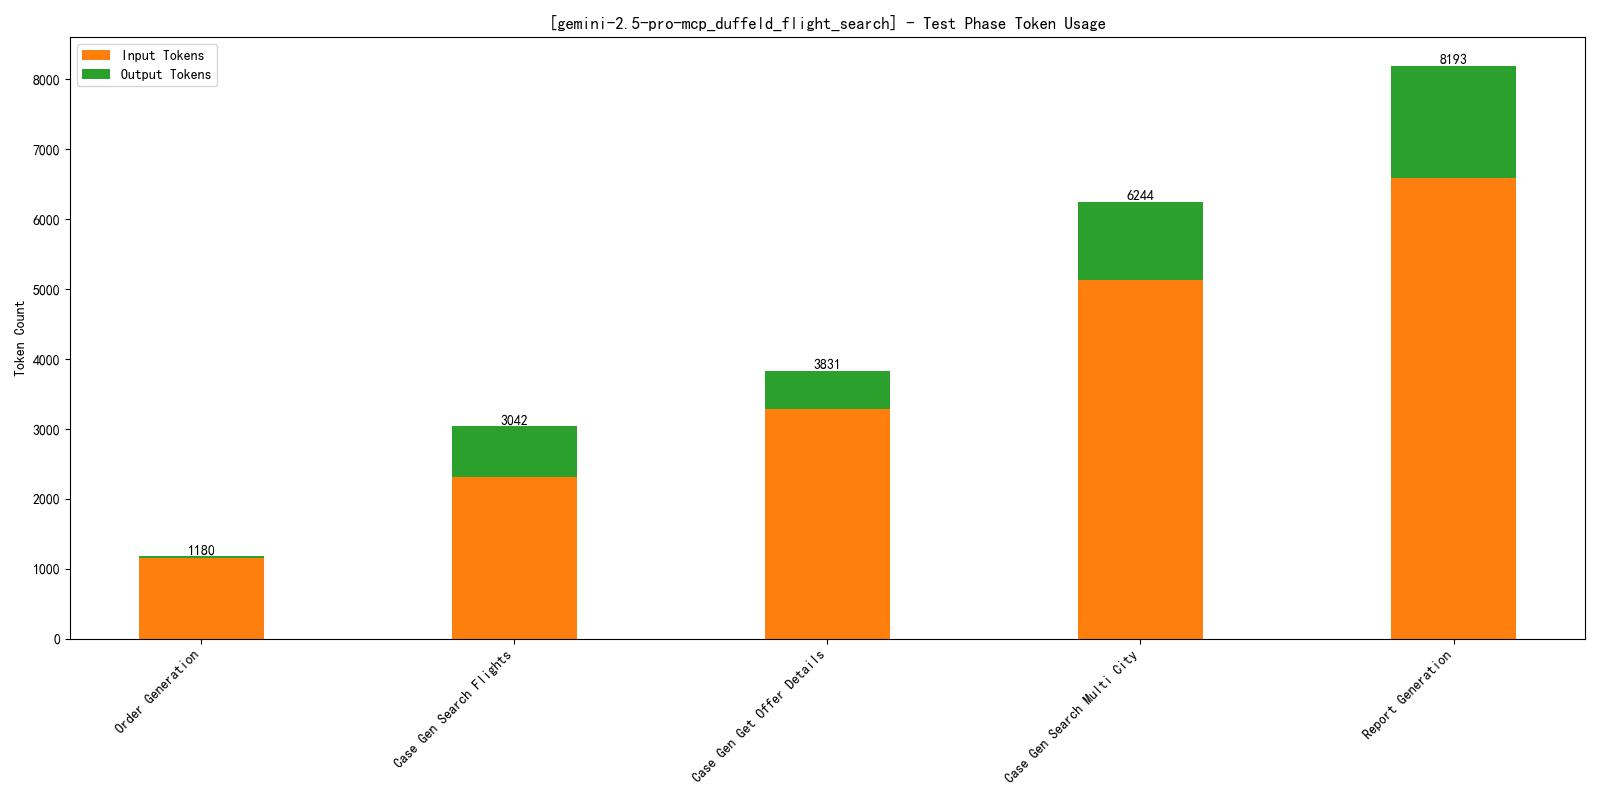 [gemini-2.5-pro-mcp_duffeld_flight_search] - Test Phase Token Usage
Input Tokens
Output Tokens
Token Count
8000
7000
6000
5000
4000
3000
2000
1000
0
1180
3042
3831
6244
8193
Order Generation
Case Gen Search Flights
Case Gen Get Offer Details
Case Gen Search Multi City
Report Generation